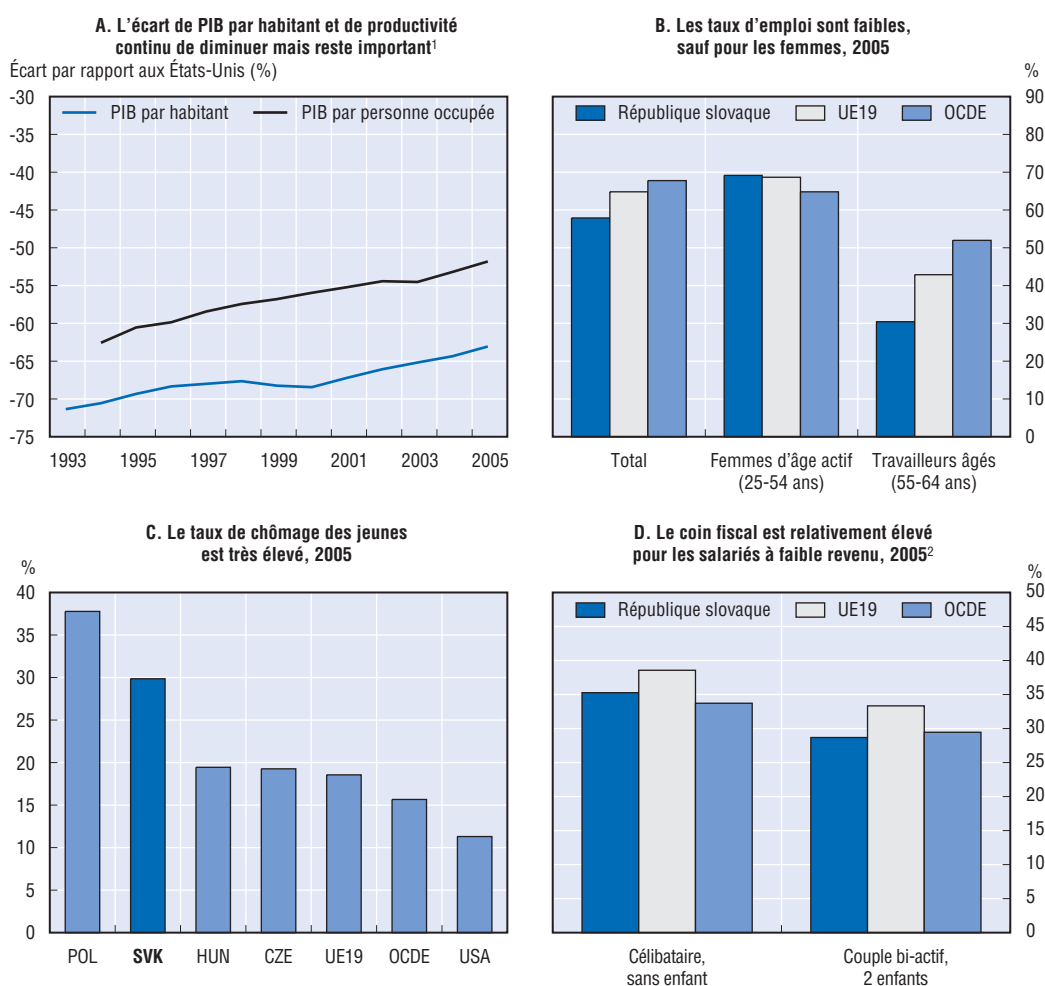 A. L'écart de PIB par habitant et de productivité
continu de diminuer mais reste important1
Écart par rapport aux États-Unis (%)
-30
PIB par habitant
PIB par personne occupée
-35
-40
-45
-50
-55
-60
-65
-70
-75
1993
1995
1997
1999
2001
2003
2005
B. Les taux d'emploi sont faibles,
sauf pour les femmes, 2005
%
90
République slovaque
UE19
OCDE
80
70
60
50
40
30
20
10
0
Total
Femmes d'âge actif
(25-54 ans)
Travailleurs âgés
(55-64 ans)
C. Le taux de chômage des jeunes
est très élevé, 2005
%
40
35
30
25
20
15
10
5
0
POL
SVK
HUN
CZE
UE19
OCDE
USA
D. Le coin fiscal est relativement élevé
pour les salariés à faible revenu, 20052
%
50
République slovaque
UE19
OCDE
45
40
35
30
25
20
15
10
5
0
Célibataire,
sans enfant
Couple bi-actif,
2 enfants